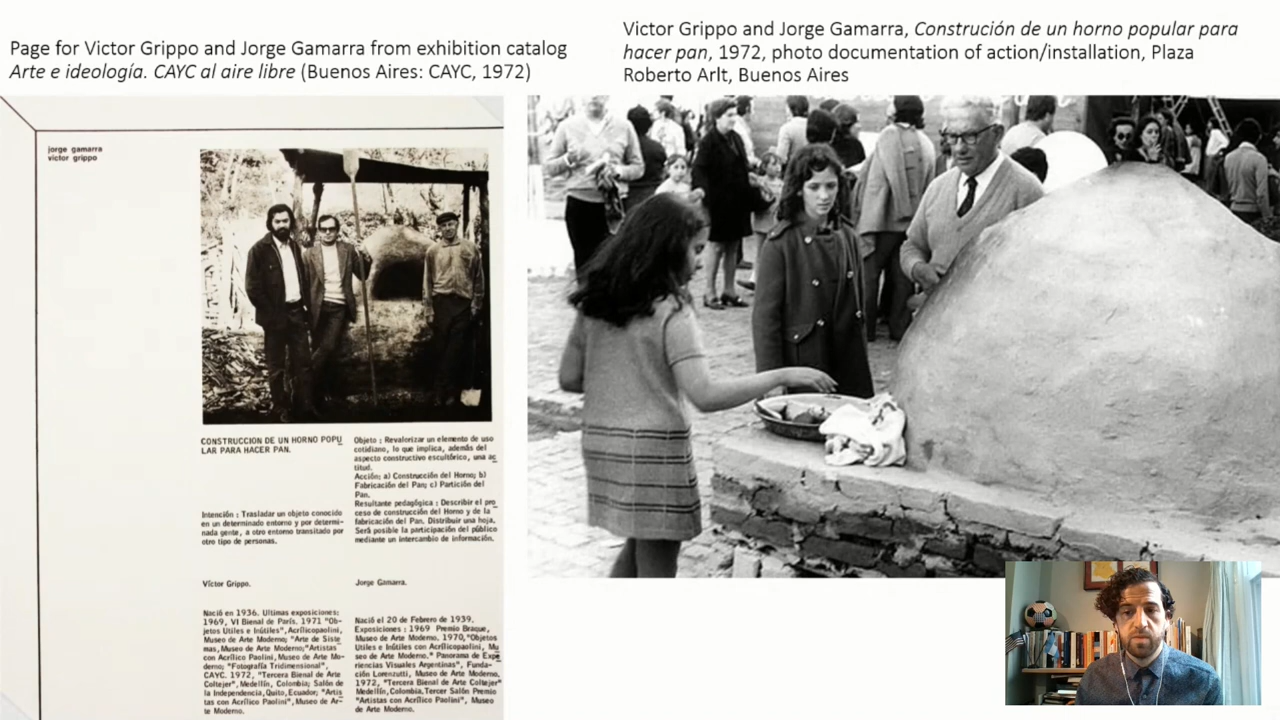 Page for Victor Grippo and Jorge Gamarra from exhibition catalog
Arte e ideología. CAYC al aire libre (Buenos Aires: CAYC, 1972)
Victor Grippo and Jorge Gamarra, Construción de un horno popular para
hacer pan, 1972, photo documentation of action/installation, Plaza
Roberto Arlt, Buenos Aires
jorge gamarra
victor grippo
CONSTRUCCION DE UN HORNO POPU
LAR PARA HACER PAN.
Intención : Trasladar un objeto conocido
en un determinado entorno y por determi-
nada gente, a otro entorno transitado por
otro tipo de personas.
Objeto : Revalorizar un elemento de uso
cotidiano, lo que implica, además del
aspecto constructivo escultórico, una ac
titud.
Acción: a) Construcción del Horno; b)
Fabricación del Pan; c) Partición del
Pan.
Resultante pedagógica : Describir el pro
ceso de construcción del Horno y de la
fabricación del Pan. Distribuir una hoja.
Será posible la participación del público
mediante un intercambio de información.
Víctor Grippo.
Nació en 1936. Ultimas exposiciones:
1969, VI Bienal de París. 1971 "Ob-
jetos Utiles e Inútiles", Acrílicopaolini,
Museo de Arte Moderno; "Arte de Siste
mas, Museo de Arte Moderno; "Artistas
con Acrílico Paolini, Museo de Arte Mo-
derno; "Fotografía Tridimensional",
CAYC. 1972, "Tercera Bienal de Arte
Coltejer", Medellín, Colombia; Salón de
la Independencia, Quito, Ecuador; "Artis
tas con Acrílico Paolini", Museo de Ar-
te Moderno.
Jorge Gamarra.
Nació el 20 de Febrero de 1939.
Exposiciones : 1969 Premio Braque,
Museo de Arte Moderno. 1970, "Objetos
Utiles e Inútiles con Acrílicopaolini, Mu
seo de Arte Moderno. " Panorama de Expe
riencias Visuales Argentinas", Funda-
ción Lorenzutti, Museo de Arte Moderno.
1972, "Tercera Bienal de Arte Coltejer"
Medellín, Colombia, Tercer Salón Premio
"Artistas con Acrílico Paolini", Museo
de Arte Moderno.